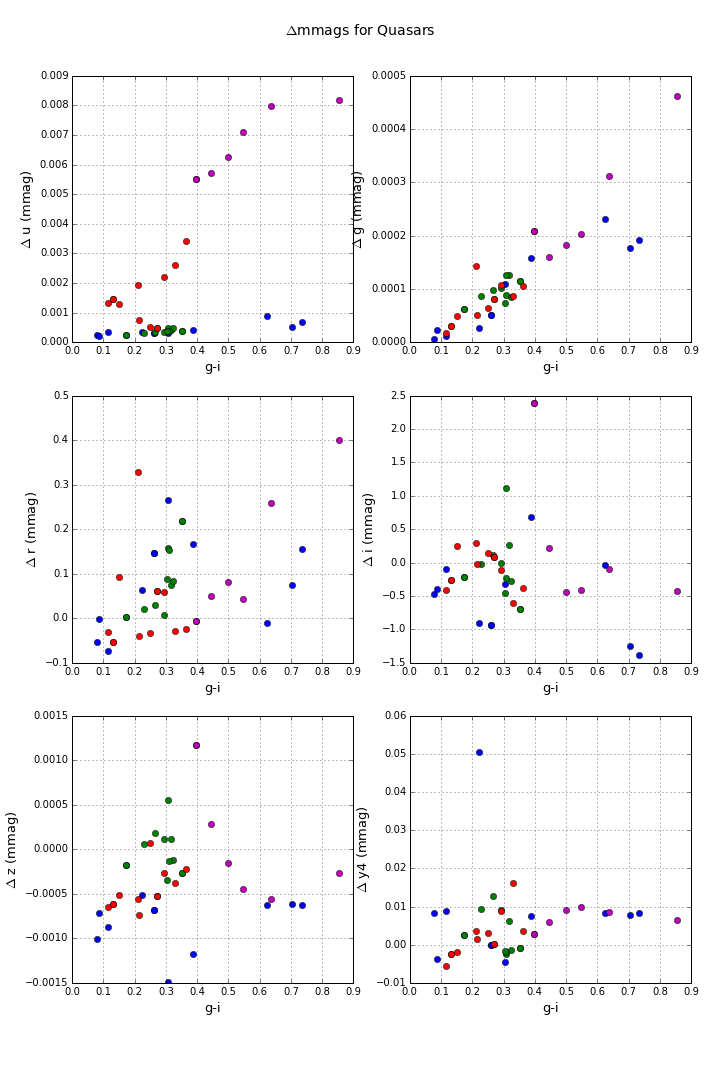 Δmmags for Quasars
0.009
0.008
0.007
0.006
0.005
0.004
0.003
0.002
0.001
0.000
Δ u (mmag)
0.0 0.1 0.2 0.3 0.4 0.5 0.6 0.7 0.8 0.9
g-i
0.0005
0.0004
0.0003
0.0002
0.0001
0.0000
Δ g (mmag)
0.0 0.1 0.2 0.3 0.4 0.5 0.6 0.7 0.8 0.9
g-i
0.5
0.4
0.3
0.2
0.1
0.0
−0.1
Δ r (mmag)
0.0 0.1 0.2 0.3 0.4 0.5 0.6 0.7 0.8 0.9
g-i
2.5
2.0
1.5
1.0
0.5
0.0
−0.5
−1.0
−1.5
Δ i (mmag)
0.0 0.1 0.2 0.3 0.4 0.5 0.6 0.7 0.8 0.9
g-i
0.0015
0.0010
0.0005
0.0000
−0.0005
−0.0010
−0.0015
Δ z (mmag)
0.0 0.1 0.2 0.3 0.4 0.5 0.6 0.7 0.8 0.9
g-i
0.06
0.05
0.04
0.03
0.02
0.01
0.00
−0.01
Δ y4 (mmag)
0.0 0.1 0.2 0.3 0.4 0.5 0.6 0.7 0.8 0.9
g-i